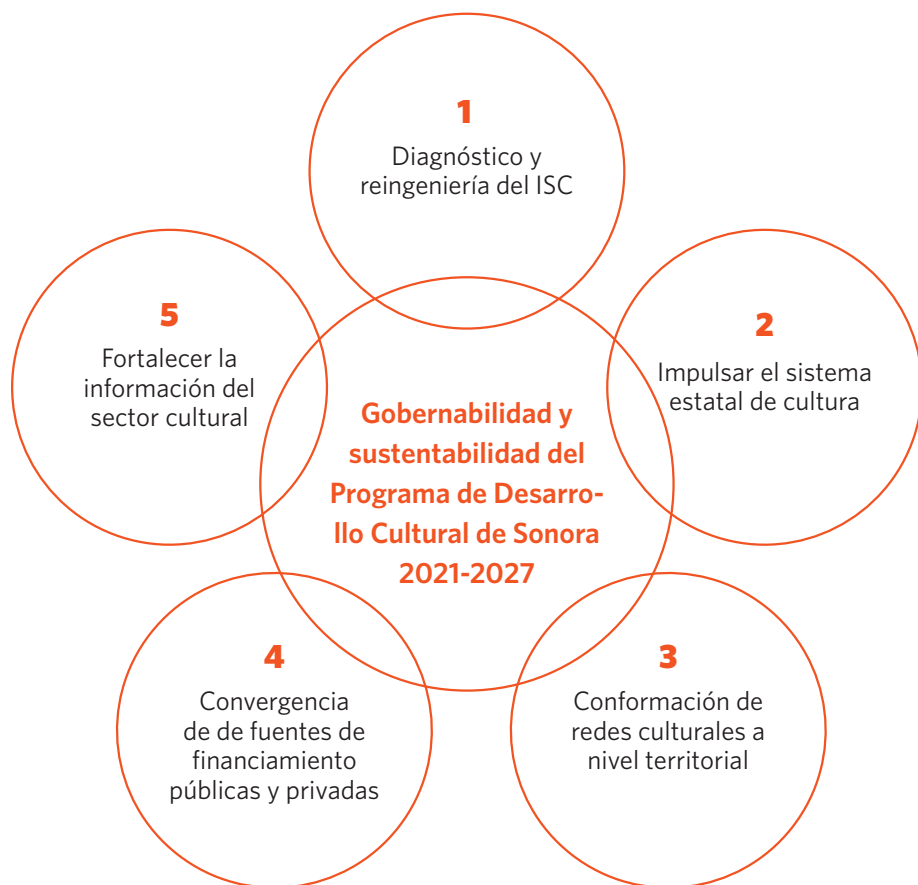 1
Diagnóstico y
reingeniería del ISC
2
Impulsar el sistema
estatal de cultura
3
Conformación de
redes culturales a
nivel territorial
4
Convergencia
de de fuentes de
financiamiento
públicas y privadas
5
Fortalecer la
información del
sector cultural
Gobernabilidad y
sustentabilidad del
Programa de Desarro-
llo Cultural de Sonora
2021-2027